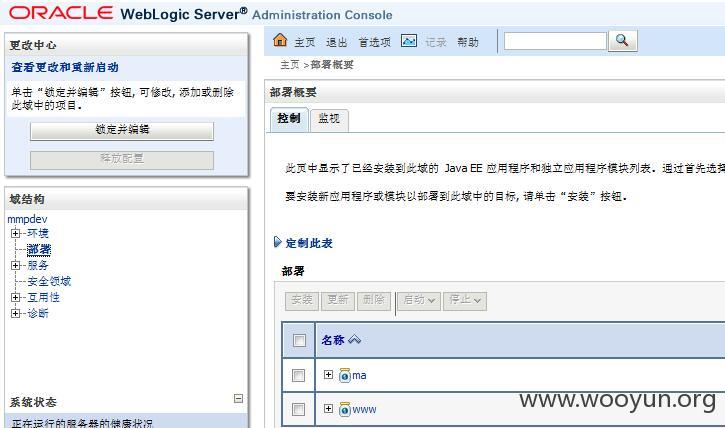 ORACLE WebLogic Server® Administration Console
更改中心
查看更改和重新启动
单击“锁定并编辑”按钮, 可修改, 添加或删除
此域中的项目。
锁定并编辑
释放配置
域结构
mmpdev
环境
部署
服务
安全领域
互用性
诊断
系统状态
正在运行的服务器的健康状况
主页 退出 首选项 记录 帮助
主页 >部署概要
部署概要
控制 监视
此页中显示了已经安装到此域的 Java EE 应用程序和独立应用程序模块列表。通过首先选择
要安装新应用程序或模块以部署到此域中的目标, 请单击“安装”按钮。
定制此表
部署
安装 更新 删除 启动 停止
名称
ma
www
www.wooyun.org